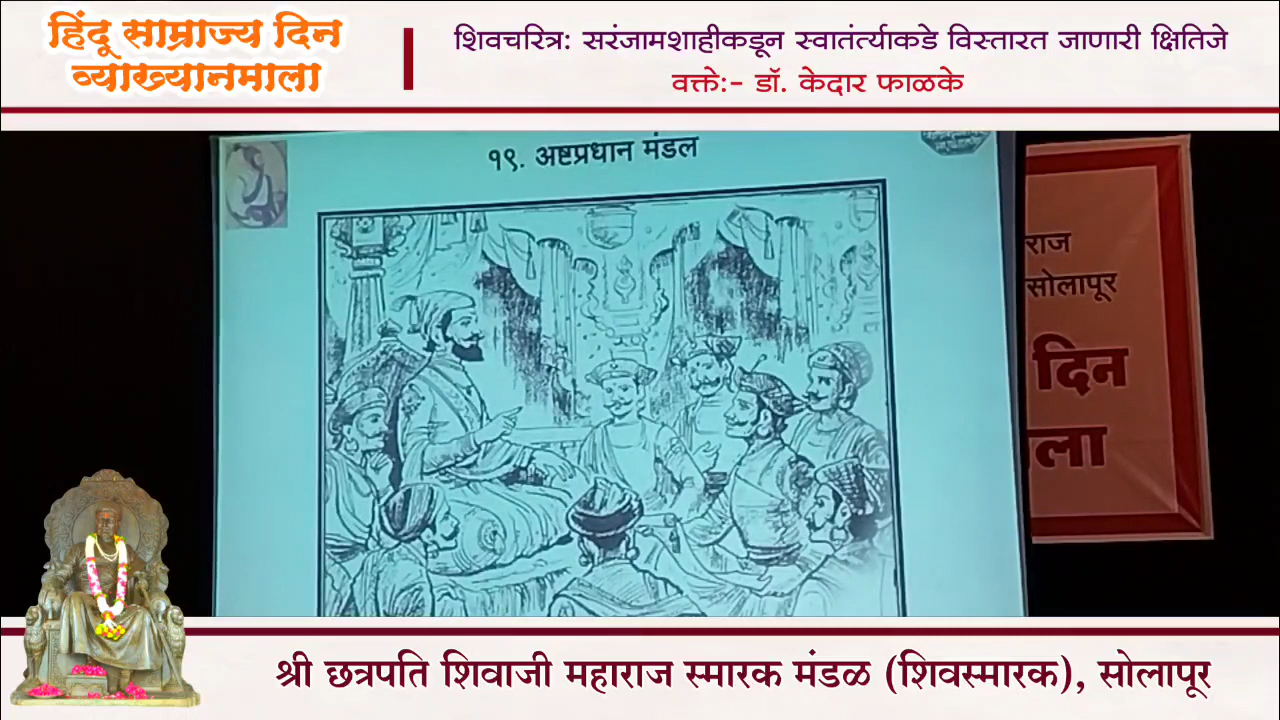 हिंदू साम्राज्य दिन
व्याख्यानमाला
शिवचरित्र: सरंजामशाहीकडून स्वातंत्र्याकडे विस्तारत जाणारी क्षितिजे
वक्ते:- डॉ. केदार फाळके
१९. अष्टप्रधान मंडल
राज
सोलापूर
दिन
ला
श्री छत्रपति शिवाजी महाराज स्मारक मंडळ (शिवस्मारक), सोलापूर